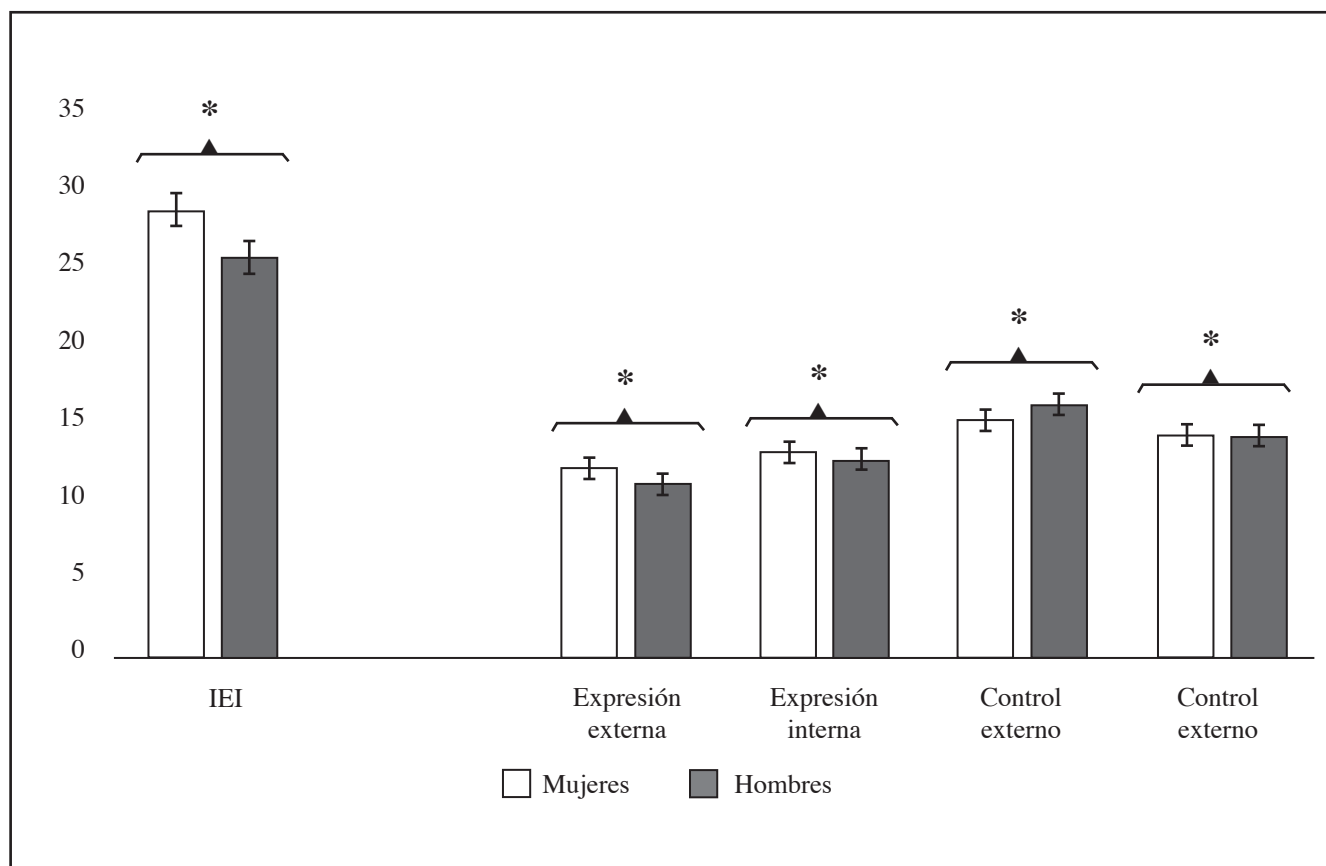 35
*
30
25
20
*
*
*
*
15
10
5
0
IEI
Expresión
externa
Expresión
interna
Control
externo
Control
externo
Mujeres
Hombres